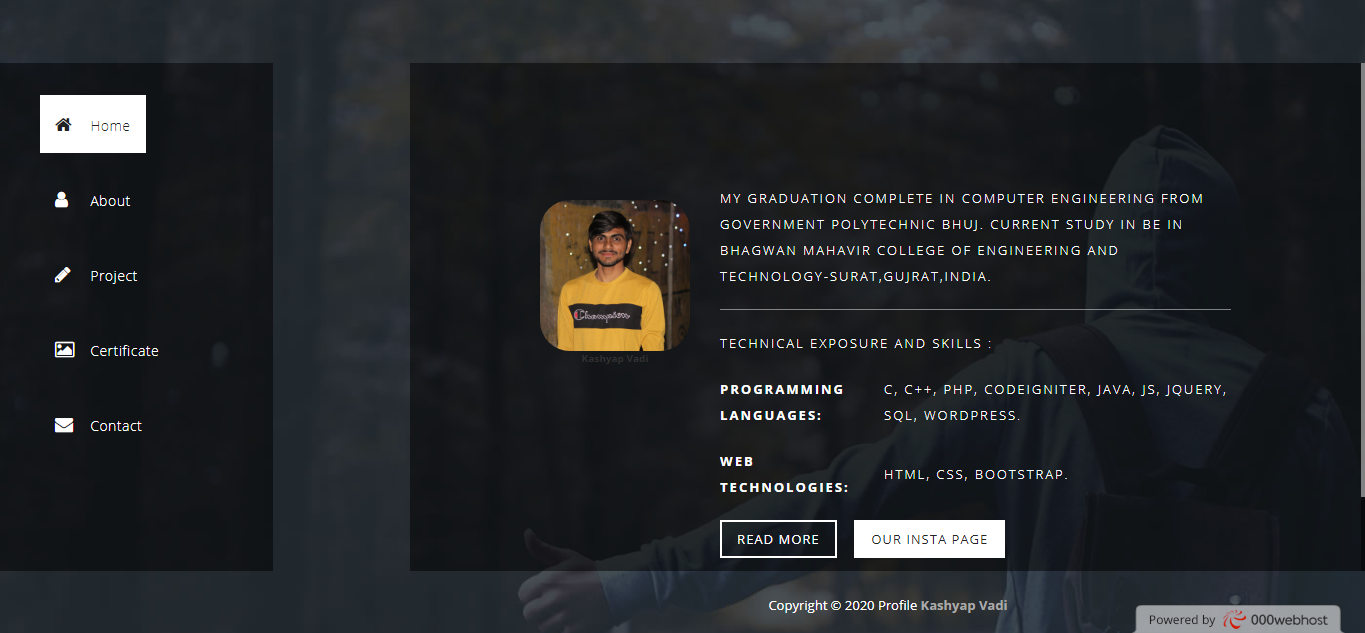 Home
About
Project
Certificate
Contact
Champion
Kashyap Vadi
MY GRADUATION COMPLETE IN COMPUTER ENGINEERING FROM
GOVERNMENT POLYTECHNIC BHUJ. CURRENT STUDY IN BE IN
BHAGWAN MAHAVIR COLLEGE OF ENGINEERING AND
TECHNOLOGY-SURAT,GUJRAT,INDIA.
TECHNICAL EXPOSURE AND SKILLS :
PROGRAMMING
LANGUAGES:
C, C++, PHP, CODEIGNITER, JAVA, JS, JQUERY,
SQL, WORDPRESS.
WEB
TECHNOLOGIES:
HTML, CSS, BOOTSTRAP.
READ MORE
OUR INSTA PAGE
Copyright © 2020 Profile Kashyap Vadi
Powered by 000webhost